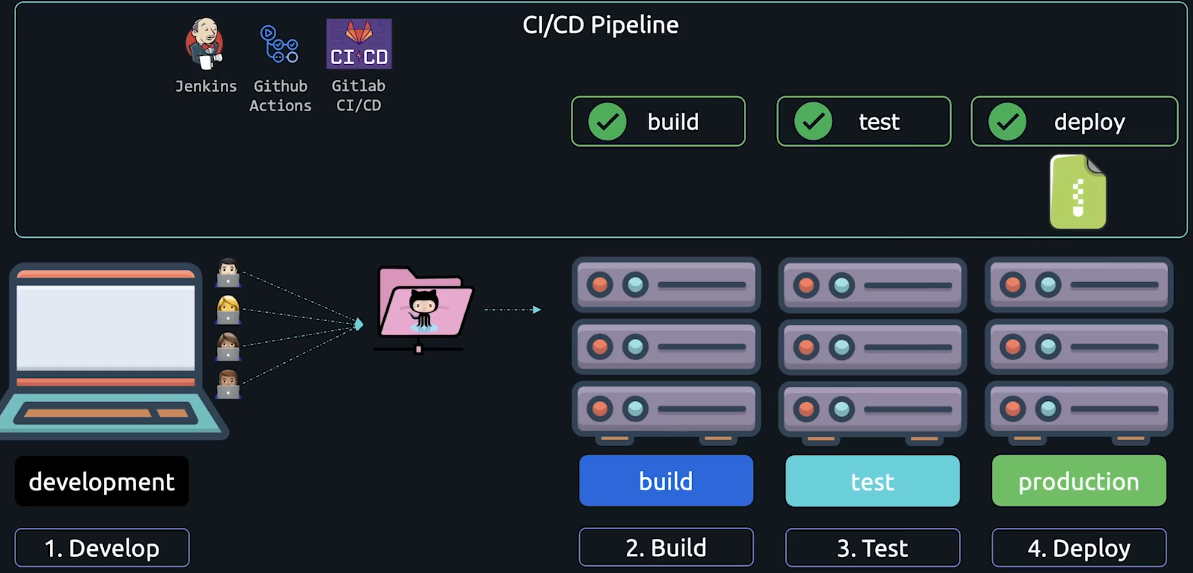 CI/CD Pipeline
Jenkins
Github
Actions
CI CD
Gitlab
CI/CD
build
test
deploy
development
build
test
production
1. Develop
2. Build
3. Test
4. Deploy